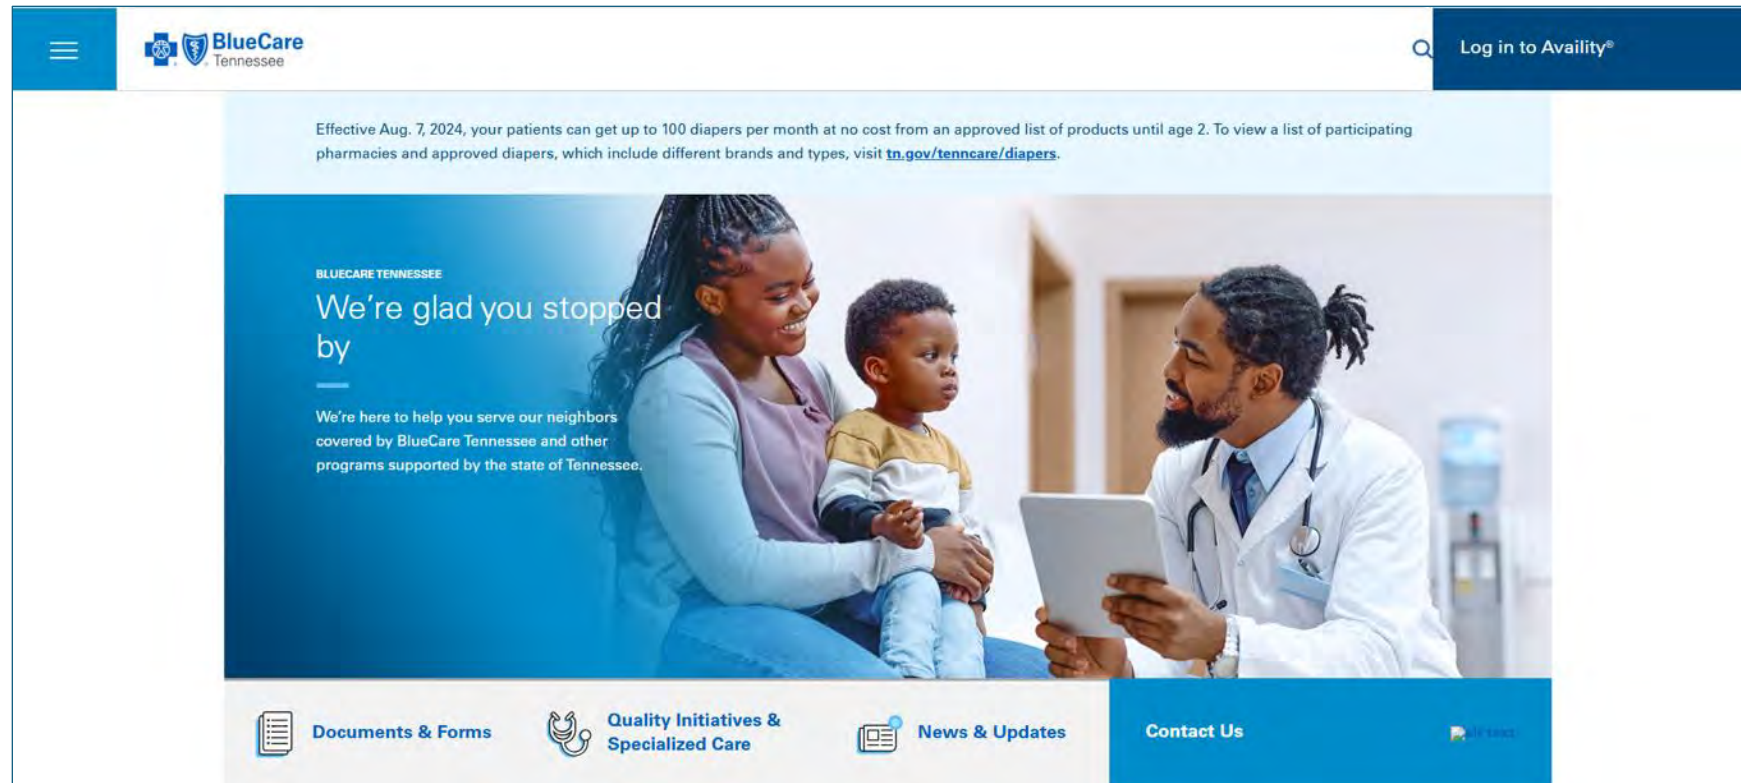 BlueCare
Tennessee
Log in to Availity®
Effective Aug. 7, 2024, your patients can get up to 100 diapers per month at no cost from an approved list of products until age 2. To view a list of participating
pharmacies and approved diapers, which include different brands and types, visit tn.gov/tenncare/diapers.
BLUECARE TENNESSEE
We're glad you stopped
by
We're here to help you serve our neighbors
covered by BlueCare Tennessee and other
programs supported by the state of Tennessee.
Documents & Forms
Quality Initiatives &
Specialized Care
News & Updates
Contact Us